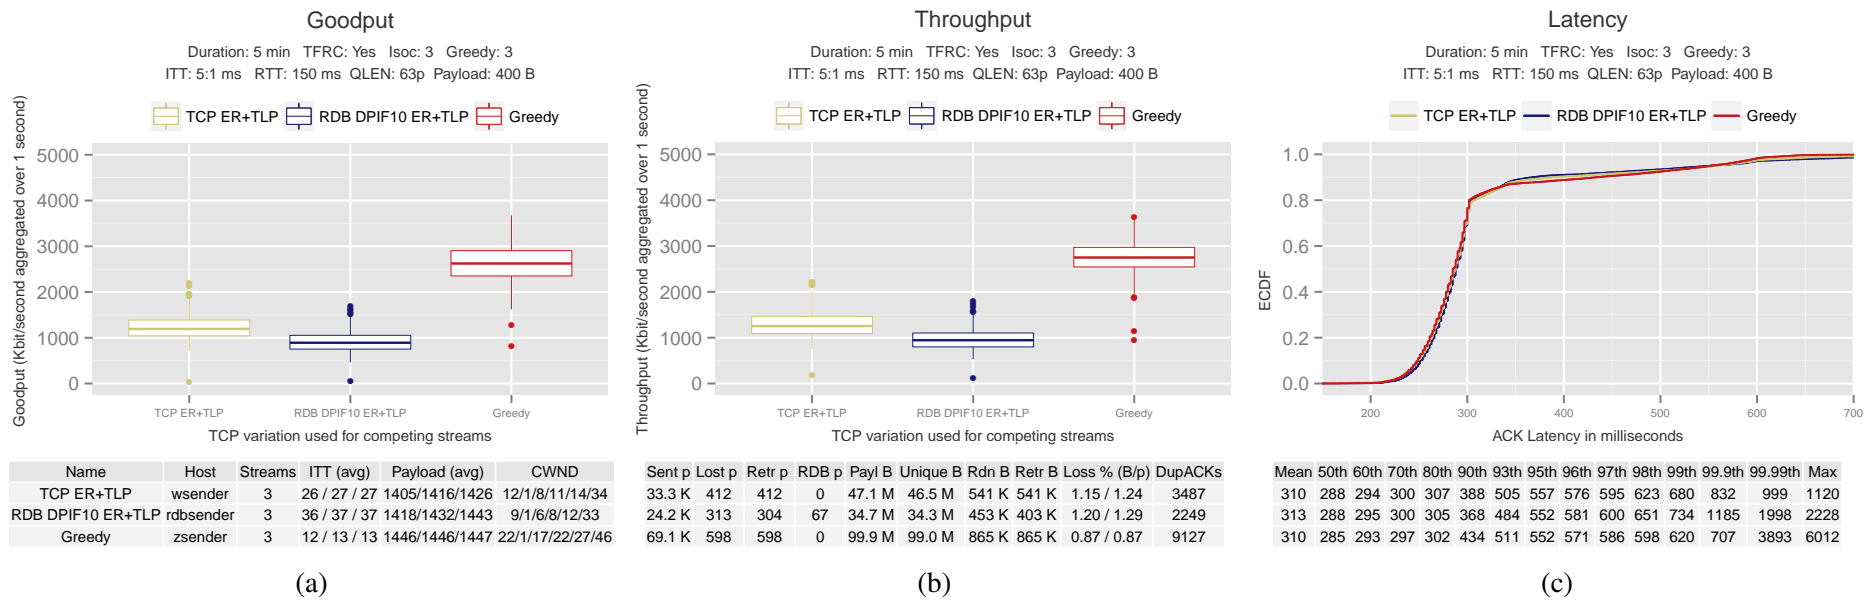 Goodput
Duration: 5 min TFRC: Yes Isoc: 3 Greedy: 3
ITT: 5:1 ms RTT: 150 ms QLEN: 63p Payload: 400 B
TCP ER+TLP RDB DPIF10 ER+TLP Greedy
Goodput (Kbit/second aggregated over 1 second)
5000
4000
3000
2000
1000
0
TCP ER+TLP RDB DPIF10 ER+TLP Greedy
TCP variation used for competing streams
Name Host Streams ITT (avg) Payload (avg) CWND
TCP ER+TLP wsender 3 26 / 27 / 27 1405/1416/1426 12/1/8/11/14/34
RDB DPIF10 ER+TLP rdbsender 3 36 / 37 / 37 1418/1432/1443 9/1/6/8/12/33
Greedy zsender 3 12 / 13 / 13 1446/1446/1447 22/1/17/22/27/46
(a)
Throughput
Duration: 5 min TFRC: Yes Isoc: 3 Greedy: 3
ITT: 5:1 ms RTT: 150 ms QLEN: 63p Payload: 400 B
TCP ER+TLP RDB DPIF10 ER+TLP Greedy
Throughput (Kbit/second aggregated over 1 second)
5000
4000
3000
2000
1000
0
TCP ER+TLP RDB DPIF10 ER+TLP Greedy
TCP variation used for competing streams
Sent p Lost p Retr p RDB p Payl B Unique B Rdn B Retr B Loss % (B/p) DupACKs
33.3 K 412 412 0 47.1 M 46.5 M 541 K 541 K 1.15 / 1.24 3487
24.2 K 313 304 67 34.7 M 34.3 M 453 K 403 K 1.20 / 1.29 2249
69.1 K 598 598 0 99.9 M 99.0 M 865 K 865 K 0.87 / 0.87 9127
(b)
Latency
Duration: 5 min TFRC: Yes Isoc: 3 Greedy: 3
ITT: 5:1 ms RTT: 150 ms QLEN: 63p Payload: 400 B
TCP ER+TLP RDB DPIF10 ER+TLP Greedy
ECDF
1.0
0.8
0.6
0.4
0.2
0.0
200 300 400 500 600 700
ACK Latency in milliseconds
Mean 50th 60th 70th 80th 90th 93th 95th 96th 97th 98th 99th 99.9th 99.99th Max
310 288 294 300 307 388 505 557 576 595 623 680 832 999 1120
313 288 295 300 305 368 484 552 581 600 651 734 1185 1998 2228
310 285 293 297 302 434 511 552 571 586 598 620 707 3893 6012
(c)